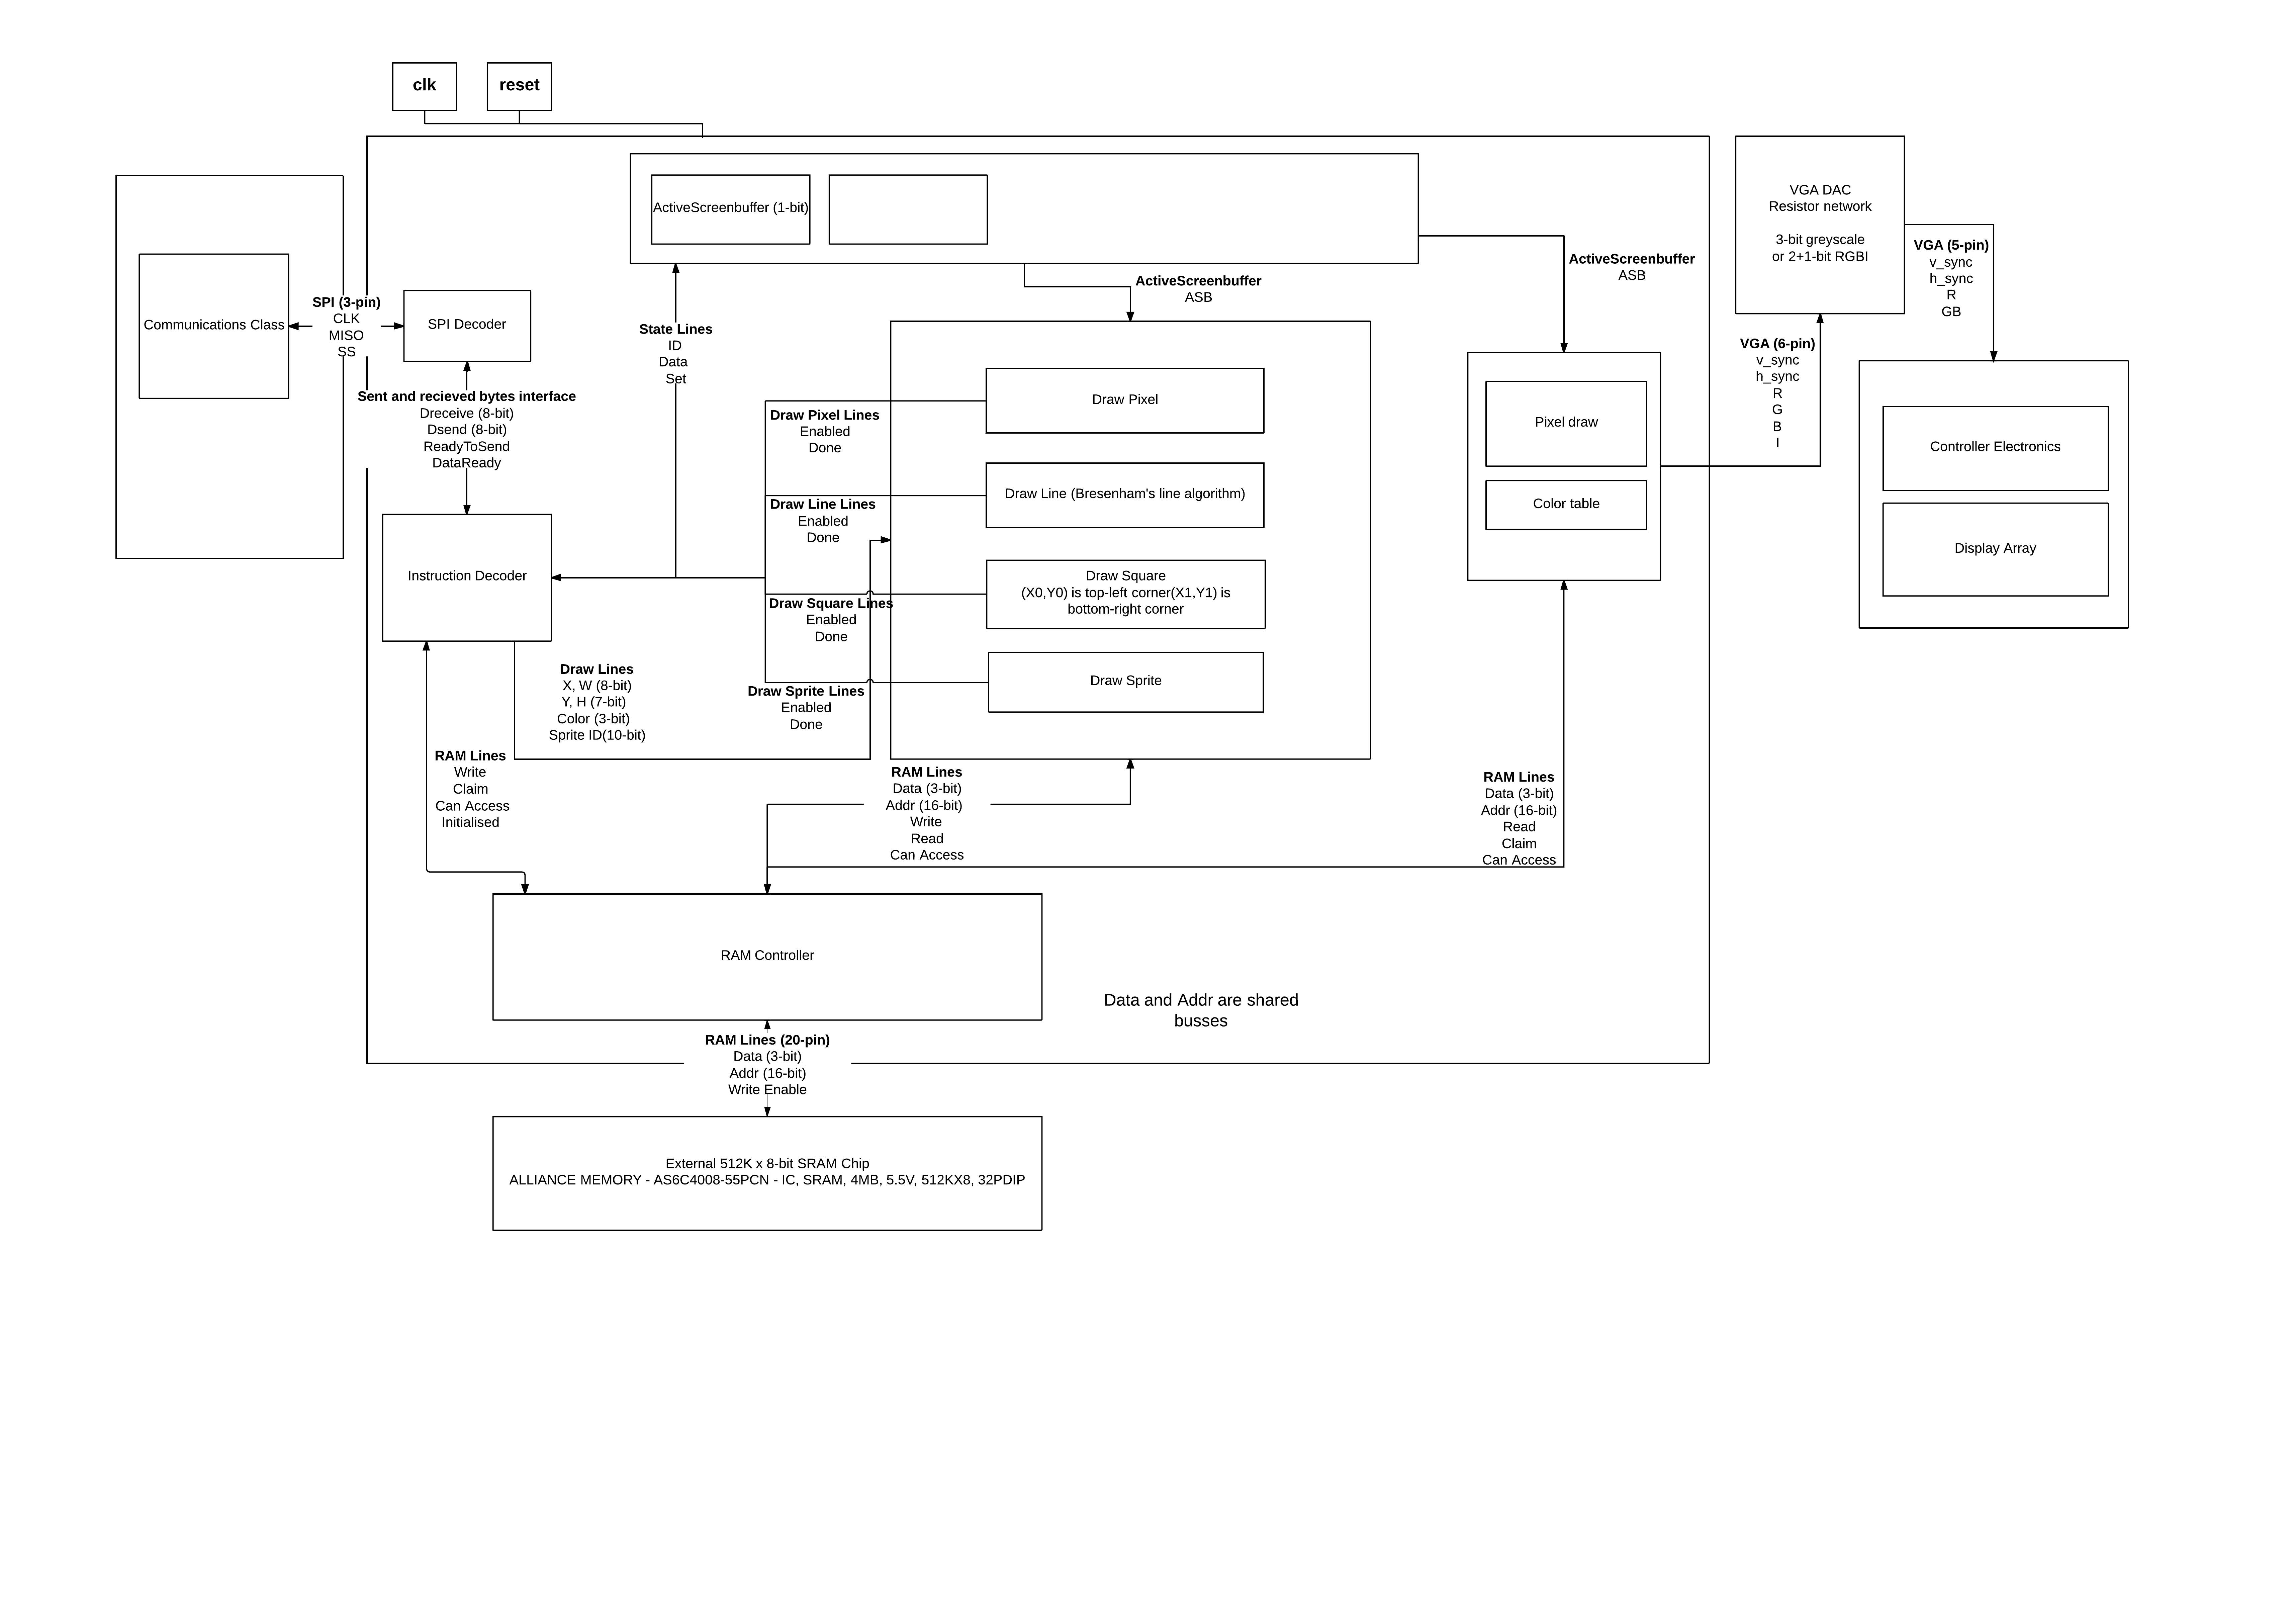 clk
reset
ActiveScreenbuffer (1-bit)
VGA DAC
Resistor network
3-bit greyscale
or 2+1-bit RGBI
VGA (5-pin)
v_sync
h_sync
R
GB
ActiveScreenbuffer
ASB
ActiveScreenbuffer
ASB
Communications Class
SPI (3-pin)
CLK
MISO
SS
SPI Decoder
State Lines
ID
Data
Set
VGA (6-pin)
v_sync
h_sync
R
G
B
I
Sent and recieved bytes interface
Dreceive (8-bit)
Dsend (8-bit)
ReadyToSend
DataReady
Draw Pixel Lines
Enabled
Done
Draw Pixel
Pixel draw
Color table
Controller Electronics
Display Array
Draw Line Lines
Enabled
Done
Draw Line (Bresenham's line algorithm)
Instruction Decoder
Draw Square Lines
Enabled
Done
Draw Square
(X0,Y0) is top-left corner(X1,Y1) is
bottom-right corner
Draw Lines
X, W (8-bit)
Y, H (7-bit)
Color (3-bit)
Sprite ID(10-bit)
Draw Sprite Lines
Enabled
Done
Draw Sprite
RAM Lines
Write
Claim
Can Access
Initialised
RAM Lines
Data (3-bit)
Addr (16-bit)
Write
Read
Can Access
RAM Lines
Data (3-bit)
Addr (16-bit)
Read
Claim
Can Access
RAM Controller
Data and Addr are shared
busses
RAM Lines (20-pin)
Data (3-bit)
Addr (16-bit)
Write Enable
External 512K x 8-bit SRAM Chip
ALLIANCE MEMORY - AS6C4008-55PCN - IC, SRAM, 4MB, 5.5V, 512KX8, 32PDIP